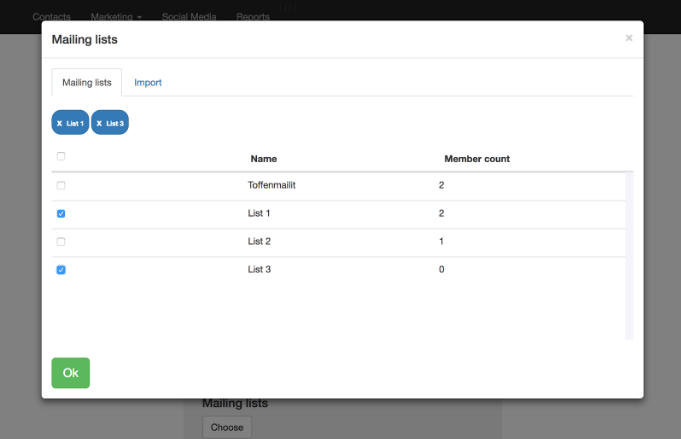 Contacts Marketing Social Media Reports
Mailing lists ×
Mailing lists Import
x List 1 x List 3
Name Member count
Toffenmailit 2
List 1 2
List 2 1
List 3 0
Ok
Mailing lists
Choose